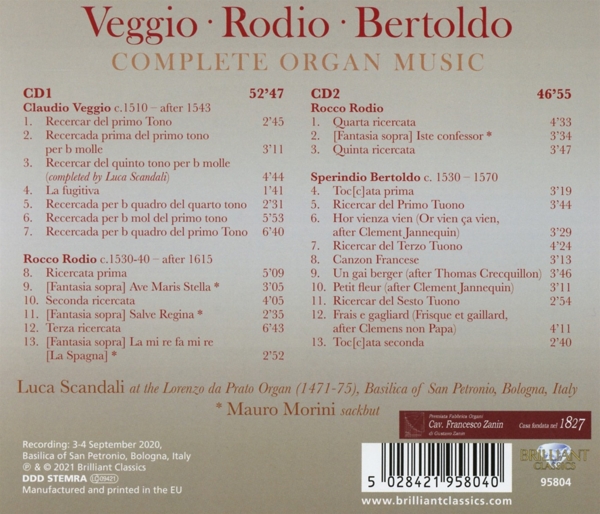 Veggio · Rodio · Bertoldo
COMPLETE ORGAN MUSIC
CD1 52’47
Claudio Veggio c.1510 – after 1543
1. Recercar del primo Tono 2’45
2. Recercada prima del primo tono
per b molle 3’11
3. Recercar del quinto tono per b molle
(completed by Luca Scandali) 4’44
4. La fugitiva 1’41
5. Recercada per b quadro del quarto tono 2’31
6. Recercada per b mol del primo tono 5’53
7. Recercada per b quadro del primo Tono 6’40
Rocco Rodio c.1530-40 – after 1615
8. Ricercata prima 5’09
9. [Fantasia sopra] Ave Maris Stella * 3’05
10. Seconda ricercata 4’05
11. [Fantasia sopra] Salve Regina * 2’35
12. Terza ricercata 6’43
13. [Fantasia sopra] La mi re fa mi re
[La Spagna] * 2’52
CD2 46’55
Rocco Rodio
1. Quarta ricercata 4’33
2. [Fantasia sopra] Iste confessor * 3’34
3. Quinta ricercata 3’47
Sperindio Bertoldo c. 1530 – 1570
4. Toc[c]ata prima 3’19
5. Ricercar del Primo Tuono 3’44
6. Hor vienza vien (Or vien ça vien,
after Clement Jannequin) 3’29
7. Ricercar del Terzo Tuono 4’24
8. Canzon Francese 3’13
9. Un gai berger (after Thomas Crecquillon) 3’46
10. Petit fleur (after Clement Jannequin) 3’11
11. Ricercar del Sesto Tuono 2’54
12. Frais e gagliard (Frisque et gaillard,
after Clemens non Papa) 4’11
13. Toc[c]ata seconda 2’40
Luca Scandali at the Lorenzo da Prato Organ (1471-75), Basilica of San Petronio, Bologna, Italy
* Mauro Morini sackbut
Premiata Pubblica Organi
Cav. Francesco Zanin
di Gustavo Zanin
Casa fondata nel 1827
Recording: 3-4 September 2020,
Basilica of San Petronio, Bologna, Italy
℗ & © 2021 Brilliant Classics
DDD STEMRA 09421
Manufactured and printed in the EU
5 028421 958040
www.brilliantclassics.com
BRILLIANT
CLASSICS
95804